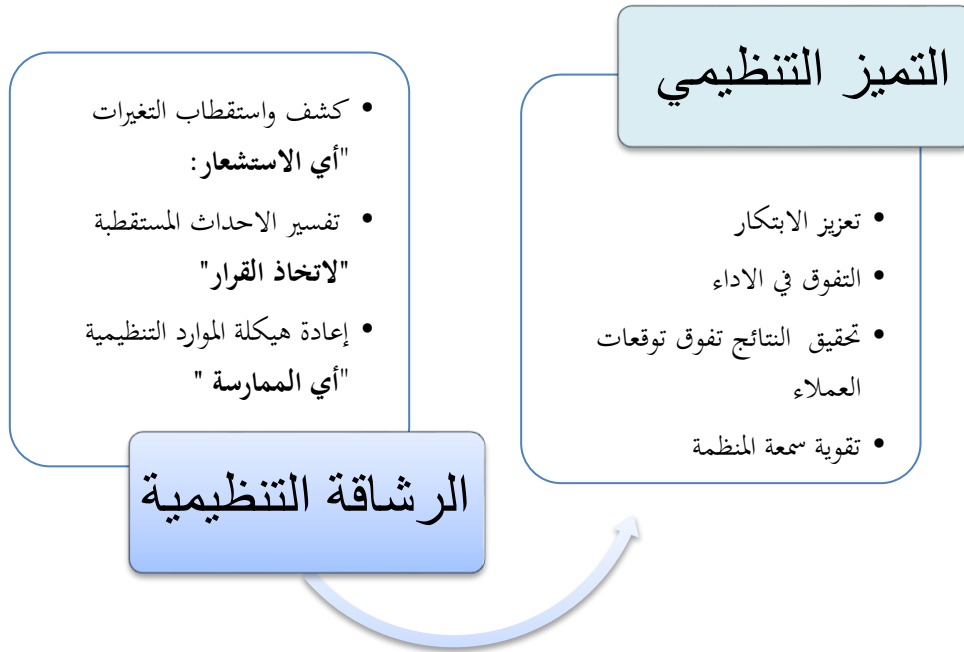 التميز التنظيمي
• تعزيز الابتكار
• التفوق في الاداء
• تحقيق النتائج تفوق توقعات
العملاء
• تقوية سمعة المنظمة
• كشف واستقطاب التغيرات
"أي الاستشعار:
• تفسير الاحداث المستقطبة
"لاتخاذ القرار"
• إعادة هيكلة الموارد التنظيمية
"أي الممارسة "
الرشاقة التنظيمية